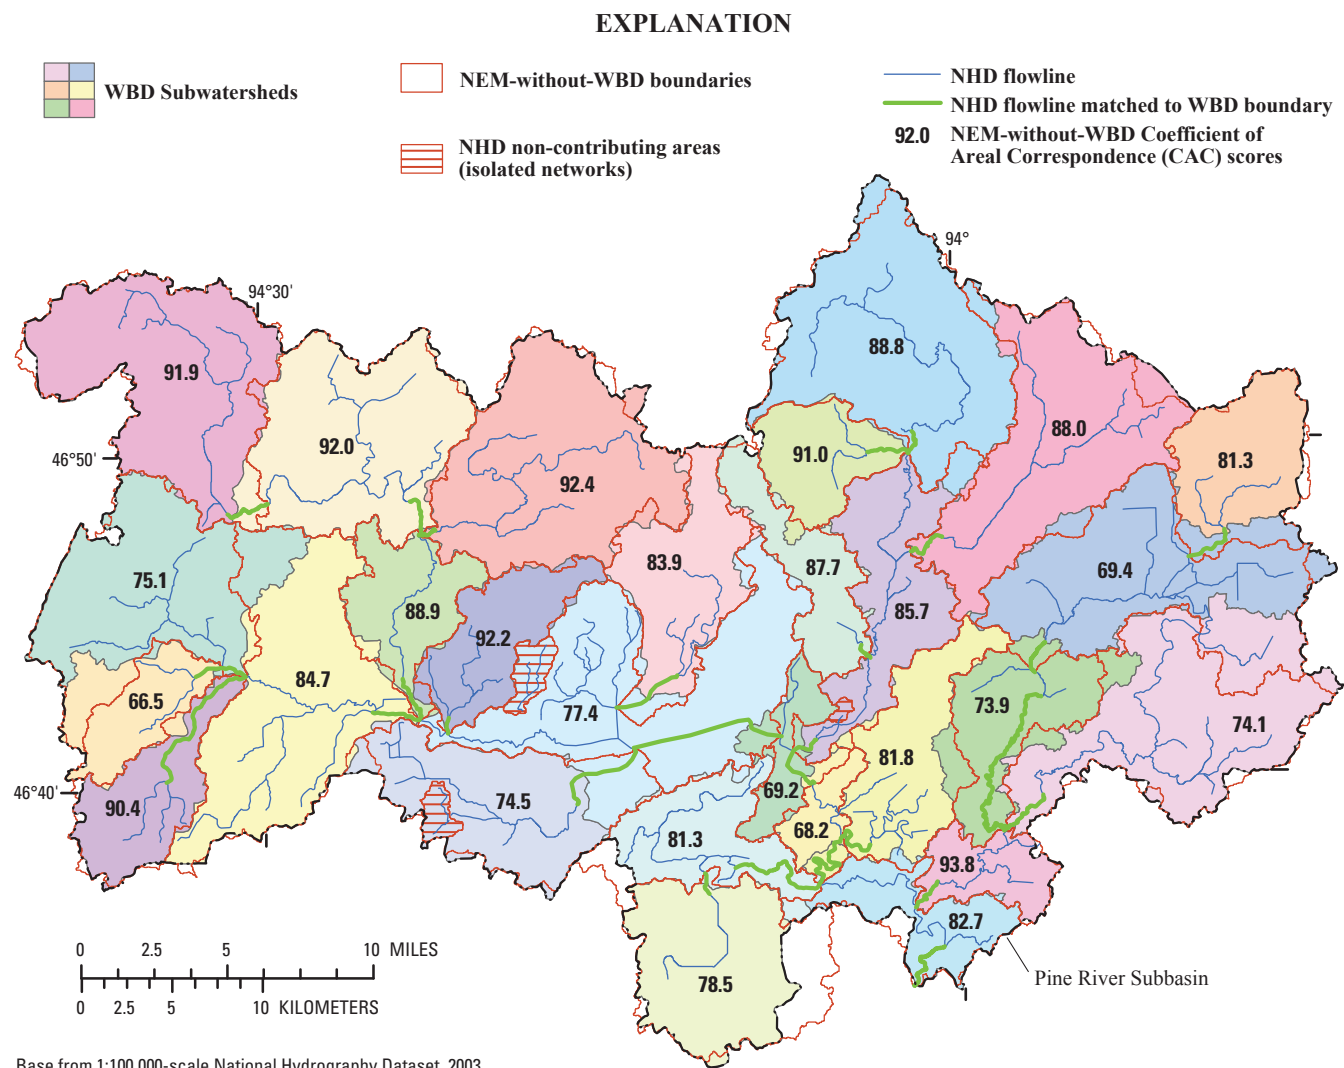 EXPLANATION
WBD Subwatersheds
NEM-without-WBD boundaries
NHD non-contributing areas
(isolated networks)
NHD flowline
NHD flowline matched to WBD boundary
92.0 NEM-without-WBD Coefficient of
Areal Correspondence (CAC) scores
94°
94°30'
88.8
91.9
92.0
88.0
91.0
46°50'
81.3
92.4
83.9
87.7
69.4
75.1
88.9
85.7
92.2
84.7
66.5
77.4
73.9
74.1
81.8
46°40'
90.4
74.5
69.2
68.2
81.3
93.8
82.7
Pine River Subbasin
78.5
0 2.5 5 10 MILES
0 2.5 5 10 KILOMETERS
Base from 1:100,000-scale National Hydrography Dataset, 2003